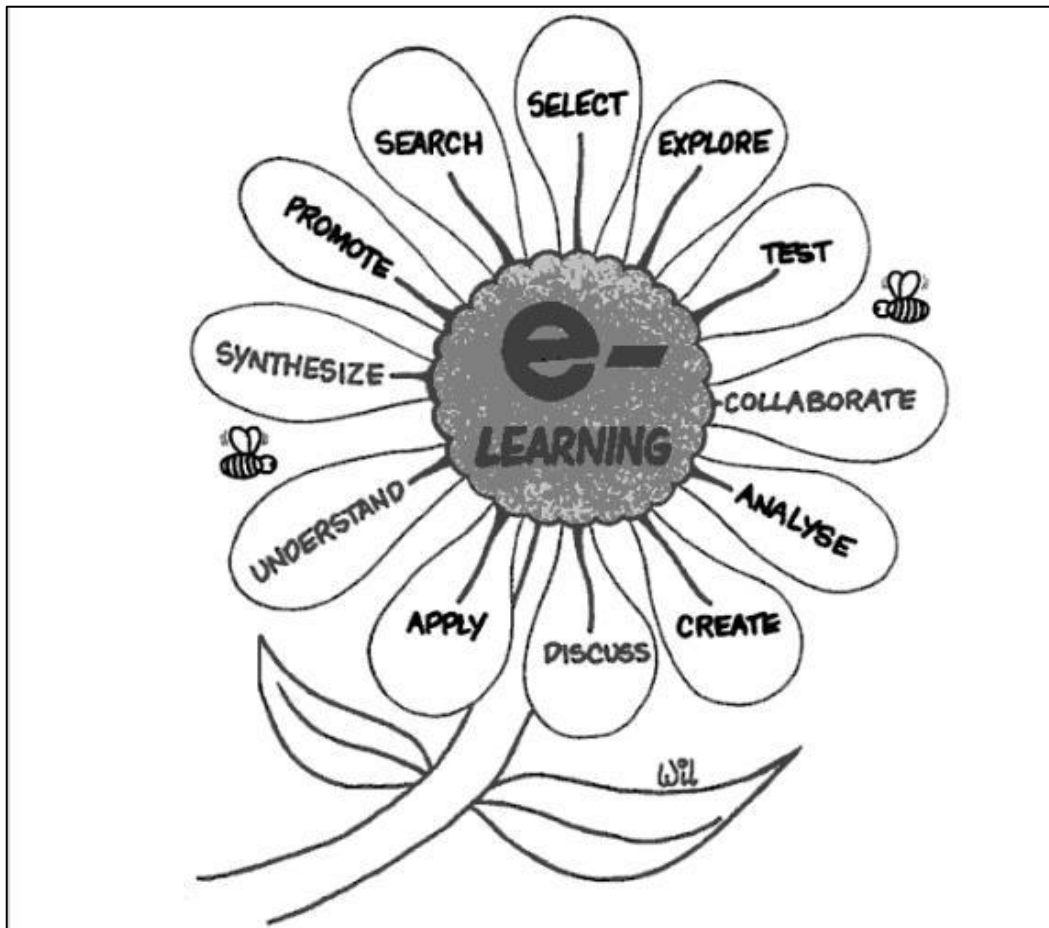 SELECT
EXPLORE
TEST
COLLABORATE
ANALYSE
CREATE
DISCUSS
APPLY
UNDERSTAND
SYNTHESIZE
PROMOTE
SEARCH
e-
LEARNING
Wil